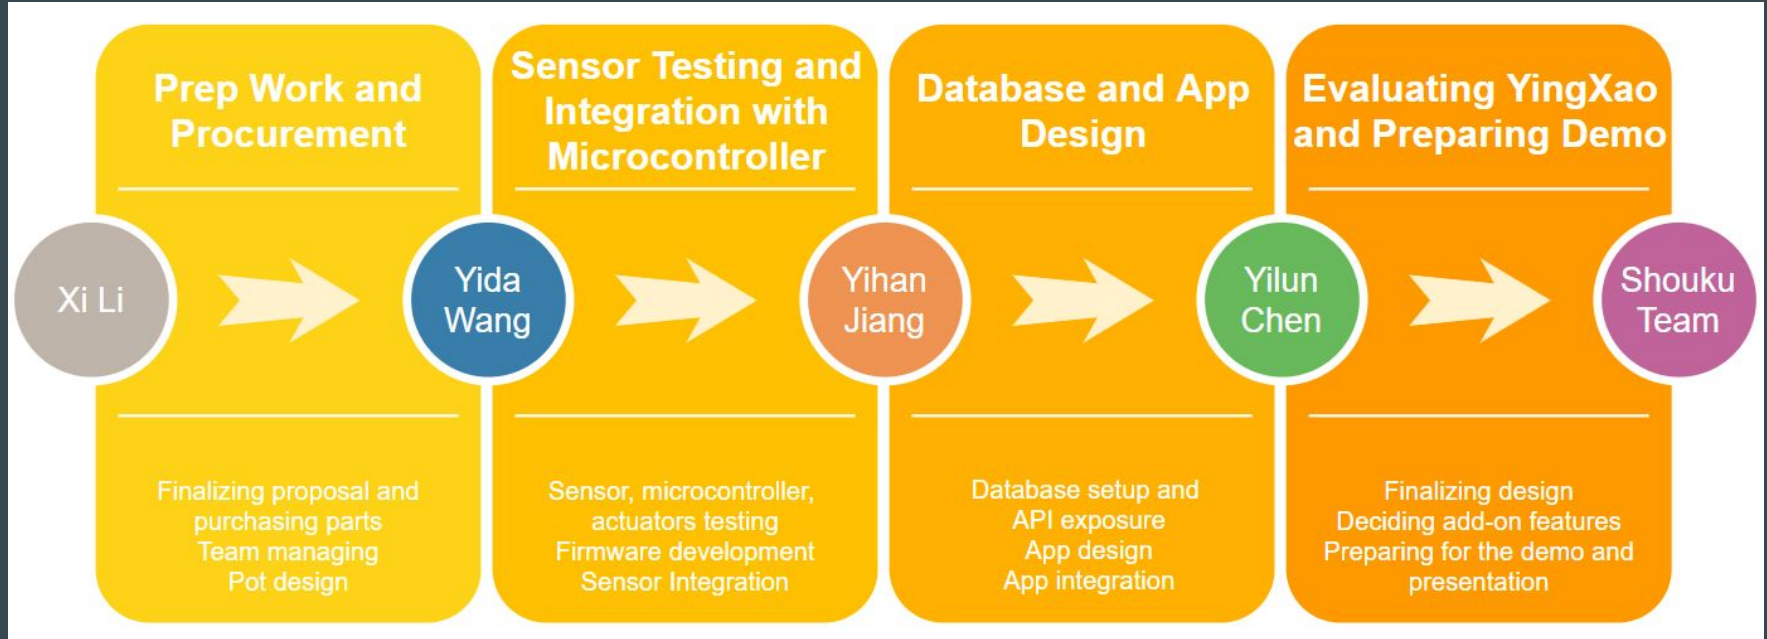 Prep Work and
Procurement
Sensor Testing and
Integration with
Microcontroller
Database and App
Design
Evaluating YingXao
and Preparing Demo
Xi Li
Yida
Wang
Yihan
Jiang
Yilun
Chen
Shouku
Team
Finalizing proposal and
purchasing parts
Team managing
Pot design
Sensor, microcontroller,
actuators testing
Firmware development
Sensor Integration
Database setup and
API exposure
App design
App integration
Finalizing design
Deciding add-on features
Preparing for the demo and
presentation